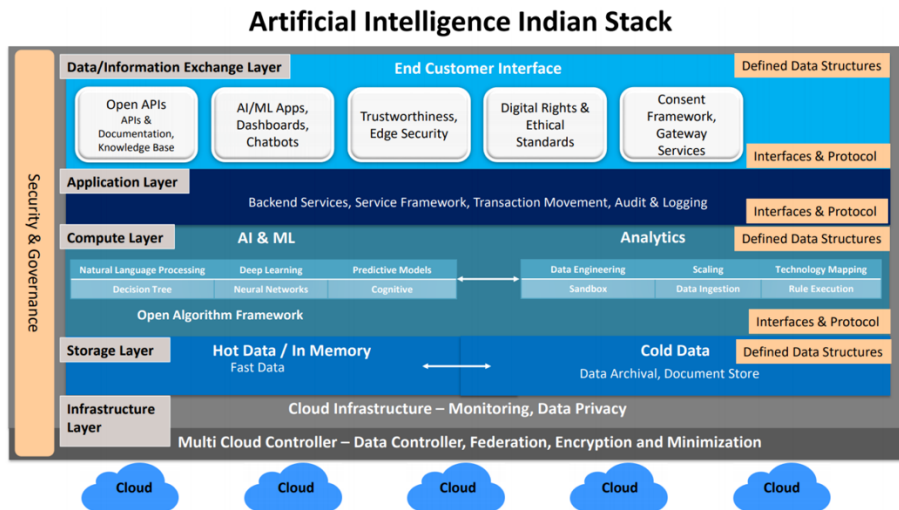 Artificial Intelligence Indian Stack
Security & Governance
Data/Information Exchange Layer
End Customer Interface
Defined Data Structures
Open APIs
APIs &
Documentation,
Knowledge Base
AI/ML Apps,
Dashboards,
Chatbots
Trustworthiness,
Edge Security
Digital Rights &
Ethical
Standards
Consent
Framework,
Gateway
Services
Interfaces & Protocol
Application Layer
Backend Services, Service Framework, Transaction Movement, Audit & Logging
Interfaces & Protocol
Compute Layer
AI & ML
Analytics
Defined Data Structures
Natural Language Processing
Deep Learning
Predictive Models
Decision Tree
Neural Networks
Cognitive
Data Engineering
Scaling
Technology Mapping
Sandbox
Data Ingestion
Rule Execution
Open Algorithm Framework
Interfaces & Protocol
Storage Layer
Hot Data / In Memory
Fast Data
Cold Data
Data Archival, Document Store
Defined Data Structures
Infrastructure
Layer
Cloud Infrastructure – Monitoring, Data Privacy
Multi Cloud Controller – Data Controller, Federation, Encryption and Minimization
Cloud
Cloud
Cloud
Cloud
Cloud